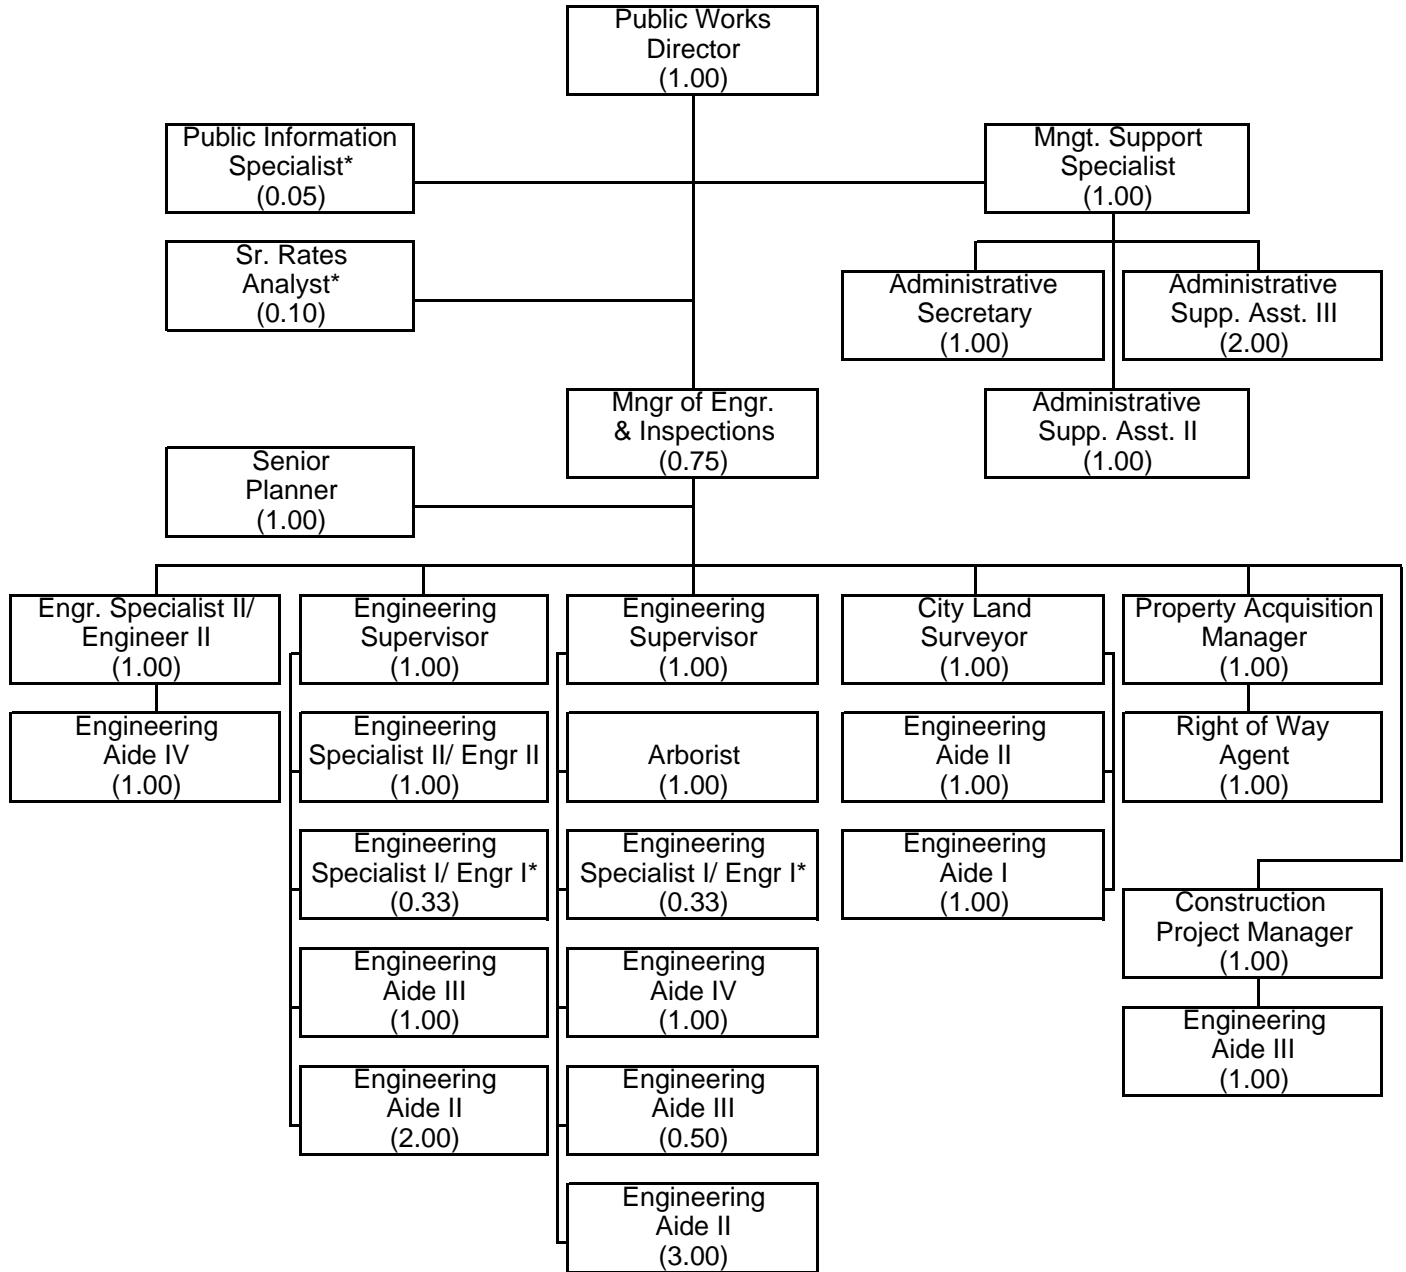 Public Works
Director
(1.00)
Public Information
Specialist*
(0.05)
Mngt. Support
Specialist
(1.00)
Sr. Rates
Analyst*
(0.10)
Administrative
Secretary
(1.00)
Administrative
Supp. Asst. III
(2.00)
Mngr of Engr.
& Inspections
(0.75)
Administrative
Supp. Asst. II
(1.00)
Senior
Planner
(1.00)
Engr. Specialist II/
Engineer II
(1.00)
Engineering
Aide IV
(1.00)
Engineering
Supervisor
(1.00)
Engineering
Specialist II/ Engr II
(1.00)
Engineering
Specialist I/ Engr I*
(0.33)
Engineering
Aide III
(1.00)
Engineering
Aide II
(2.00)
Engineering
Supervisor
(1.00)
Arborist
(1.00)
Engineering
Specialist I/ Engr I*
(0.33)
Engineering
Aide IV
(1.00)
Engineering
Aide III
(0.50)
Engineering
Aide II
(3.00)
City Land
Surveyor
(1.00)
Engineering
Aide II
(1.00)
Engineering
Aide I
(1.00)
Property Acquisition
Manager
(1.00)
Right of Way
Agent
(1.00)
Construction
Project Manager
(1.00)
Engineering
Aide III
(1.00)